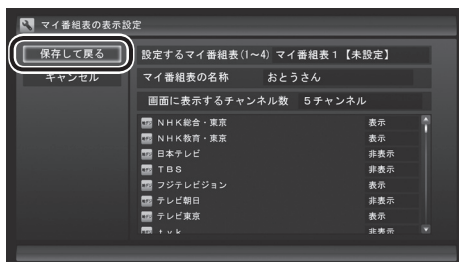 マイ番組表の表示設定
保存して戻る
キャンセル
設定するマイ番組表(1~4) マイ番組表1【未設定】
マイ番組表の名称 おとうさん
画面に表示するチャンネル数 5チャンネル
NHK総合・東京 表示
NHK教育・東京 表示
日本テレビ 非表示
TBS 非表示
フジテレビジョン 表示
テレビ朝日 非表示
テレビ東京 表示
tvk 非表示